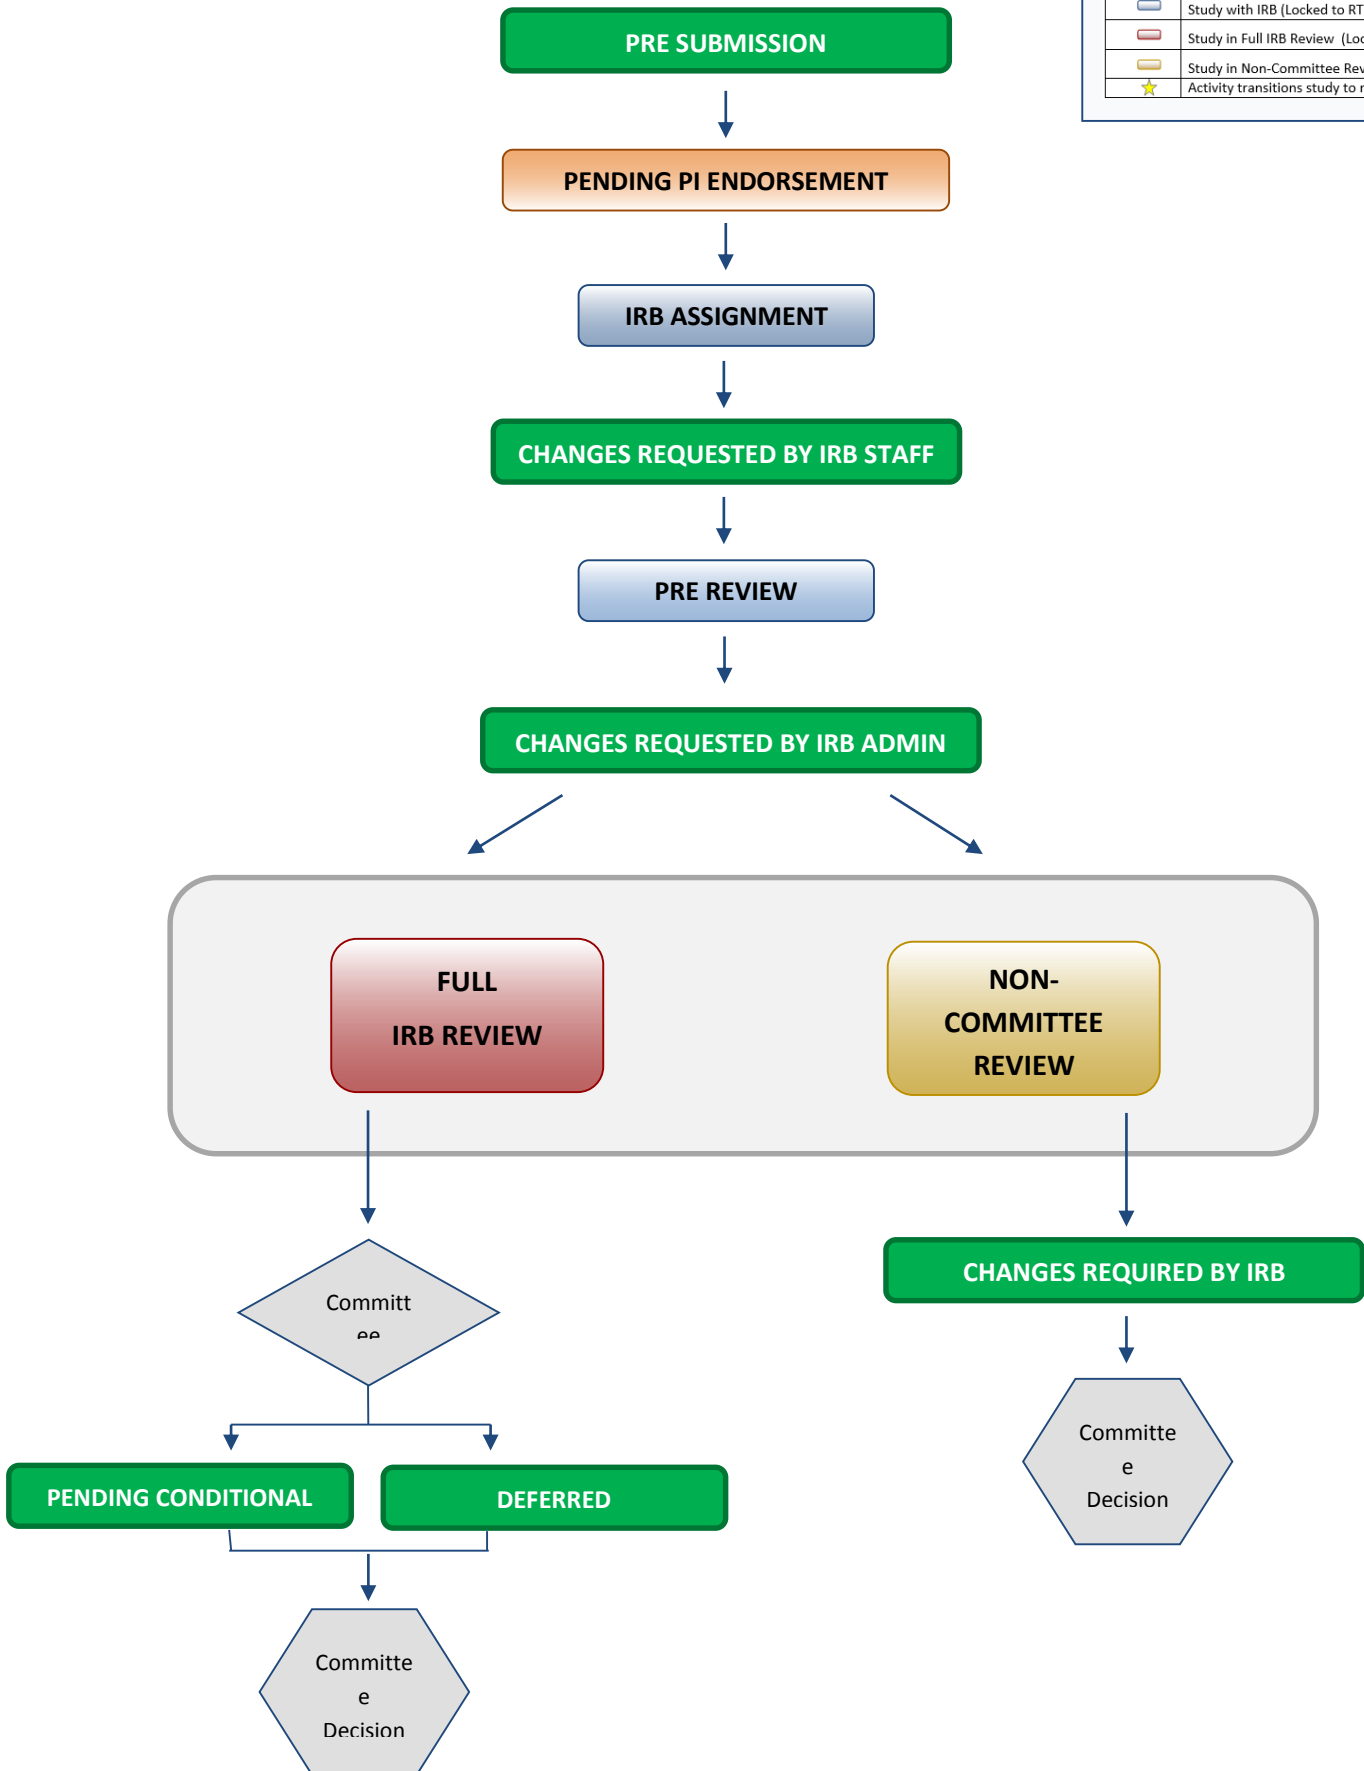 PRE SUBMISSION
Study with IRB (Locked to RT
Study in Full IRB Review (Loc
Study in Non-Committee Rev
Activity transitions study to
PENDING PI ENDORSEMENT
IRB ASSIGNMENT
CHANGES REQUESTED BY IRB STAFF
PRE REVIEW
CHANGES REQUESTED BY IRB ADMIN
FULL
IRB REVIEW
NON-
COMMITTEE
REVIEW
Committ
ee
CHANGES REQUIRED BY IRB
Committe
e
Decision
PENDING CONDITIONAL
DEFERRED
Committe
e
Decision